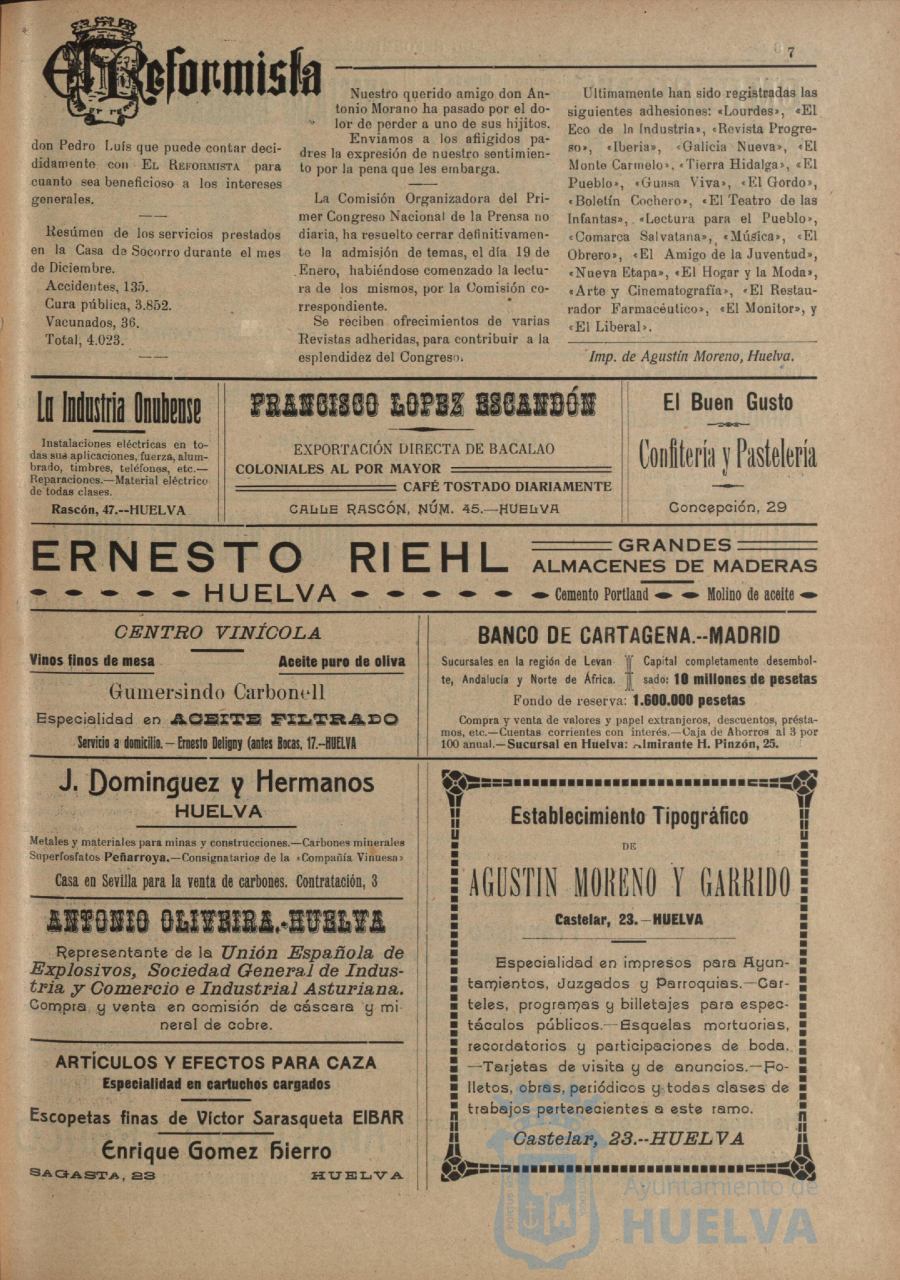 El Reformista
7
don Pedro Luís que puede contar deci-
didamente con EL REFORMISTA para
cuanto sea beneficioso a los intereses
generales.
Resúmen de los servicios prestados
en la Casa de Socorro durante el mes
de Diciembre.
Accidentes, 135.
Cura pública, 3.852.
Vacunados, 36.
Total, 4.023.
Nuestro querido amigo don An-
tonio Morano ha pasado por el do-
lor de perder a uno de sus hijitos.
Enviamos a los afligidos pa-
dres la expresión de nuestro sentimien-
to por la pena que les embarga.
La Comisión Organizadora del Pri
mer Congreso Nacional de la Prensa no
diaria, ha resuelto cerrar definitivamen-
te la admisión de temas, el día 19 de
Enero, habiéndose comenzado la lectu-
ra de los mismos, por la Comisión co-
rrespondiente.
Se reciben ofrecimientos de varias
Revistas adheridas, para contribuir a la
esplendidez del Congreso.
Ultimamente han sido registradas las
siguientes adhesiones: «Lourdes», «El
Eco de la Industria», «Revista Progre-
so», «Iberia», «Galicia Nueva», «El
Monte Carmelo», «Tierra Hidalga», «El
Pueblo», «Gunsa Viva», «El Gordo»,
«Boletín Cochero», «El Teatro de las
Infantas», «Lectura para el Pueblo»,
«Comarca Salvatana», «Música», «El
Obrero», «El Amigo de la Juventud»,
«Nueva Etapa», «El Hogar y la Moda»,
«Arte y Cinematografía», «El Restau-
rador Farmacéutico», «El Monitor», y
«El Liberal».
Imp. de Agustín Moreno, Huelva.
La Industria Onubense
Instalaciones eléctricas en to-
das sus aplicaciones, fuerza, alum-
brado, timbres, teléfonos, etc.—
Reparaciones.—Material eléctrico
de todas clases.
Rascón, 47.--HUELVA
FRANCISCO LOPEZ ESCANDÓN
EXPORTACIÓN DIRECTA DE BACALAO
COLONIALES AL POR MAYOR
CAFÉ TOSTADO DIARIAMENTE
CALLE RASCÓN, NÚM. 45.—HUELVA
El Buen Gusto
Confitería y Pastelería
Concepción, 29
ERNESTO RIEHL
HUELVA
GRANDES
ALMACENES DE MADERAS
Cemento Portland
Molino de aceite
CENTRO VINÍCOLA
Vinos finos de mesa
Aceite puro de oliva
Gumersindo Carbonell
Especialidad en ACEITE FILTRADO
Servicio a domicilio.—Ernesto Deligny (antes Bocas, 17.-HUELVA
BANCO DE CARTAGENA.--MADRID
Sucursales en la región de Levan
te, Andalucía y Norte de África.
Capital completamente desembol-
sado: 10 millones de pesetas
Fondo de reserva: 1.600.000 pesetas
Compra y venta de valores y papel extranjeros, descuentos, présta-
mos, etc.—Cuentas corrientes con interés.—Caja de Ahorros al 3 por
100 anual.—Sucursal en Huelva: Almirante H. Pinzón, 25.
J. Dominguez y Hermanos
HUELVA
Metales y materiales para minas y construcciones.—Carbones minerales
Superfosfatos Peñarroya.—Consignatarios de la «Compañía Vinuesa»
Casa en Sevilla para la venta de carbones. Contratación, 3
ANTONIO OLIVEIRA.-HUELVA
Representante de la Unión Española de
Explosivos, Sociedad General de Indus-
tria y Comercio e Industrial Asturiana.
Compra y venta en comisión de cáscara y mi
neral de cobre.
ARTÍCULOS Y EFECTOS PARA CAZA
Especialidad en cartuchos cargados
Escopetas finas de Victor Sarasqueta EIBAR
Enrique Gomez Hierro
SAGASTA, 23
HUELVA
Establecimiento Tipográfico
DE
AGUSTIN MORENO Y GARRIDO
Castelar, 23.—HUELVA
Especialidad en impresos para Ayun-
tamientos, Juzgados y Parroquias.—Car-
teles, programas y billetajes para espec-
táculos públicos.—Esquelas mortuorias,
recordatorios y participaciones de boda.
—Tarjetas de visita y de anuncios.—Fo-
lletos, obras, periódicos y todas clases de
trabajos pertenecientes a este ramo.
Castelar, 23.--HUELVA
Ayuntamiento de
HUELVA